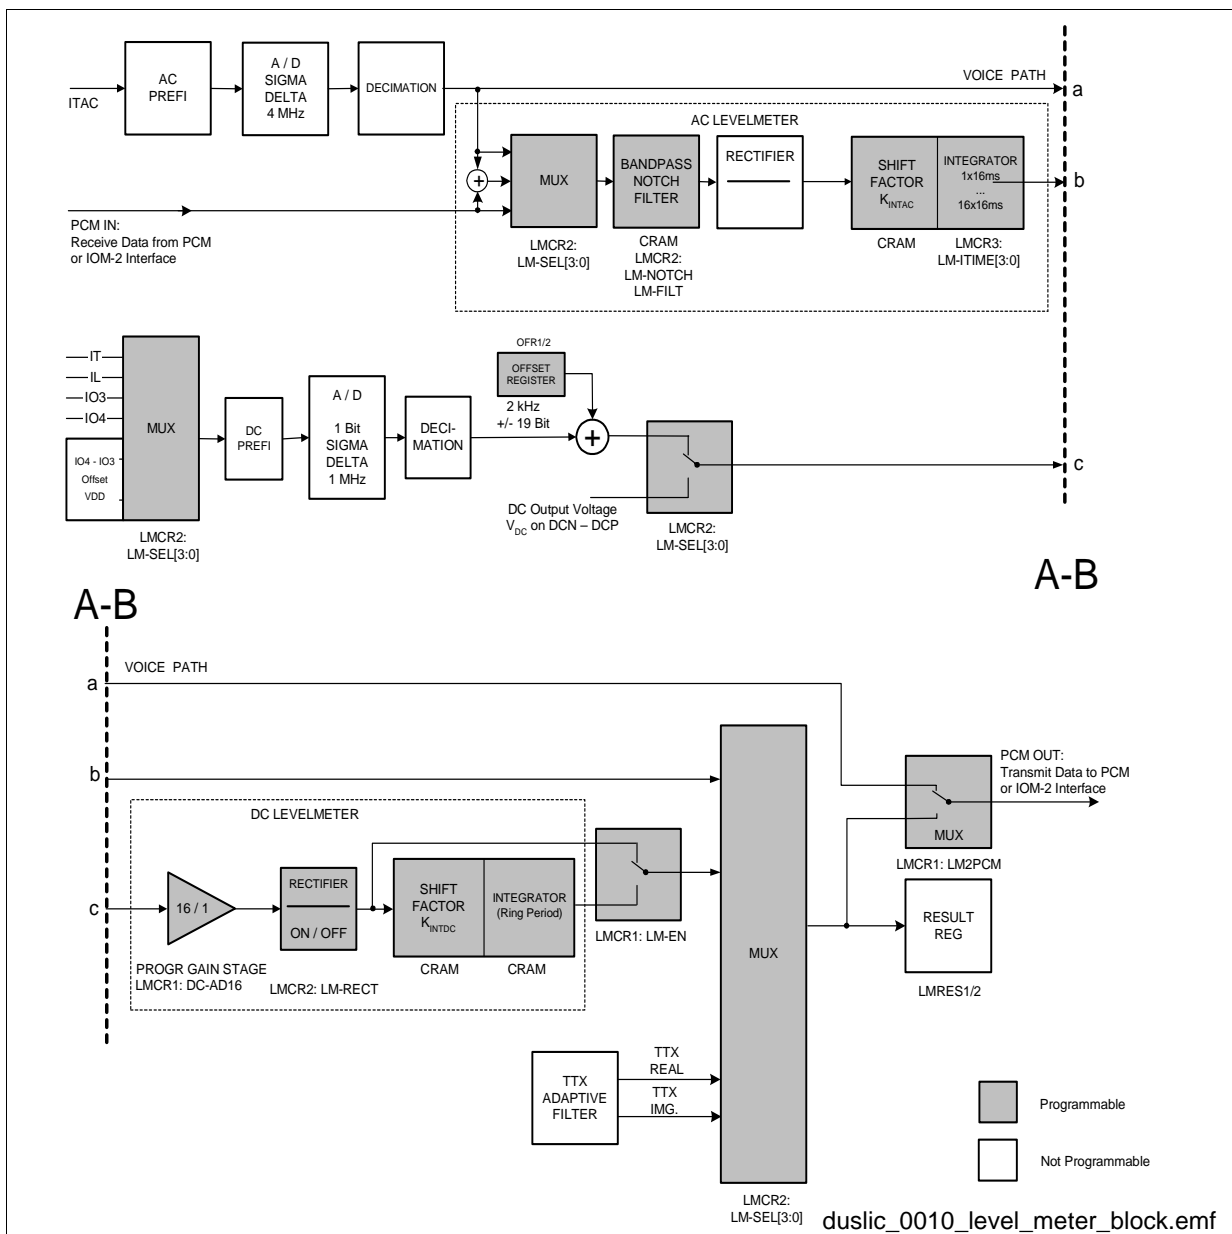 ITAC
AC
PREFI
A / D
SIGMA
DELTA
4 MHz
DECIMATION
VOICE PATH
a
AC LEVELMETER
MUX
BANDPASS
NOTCH
FILTER
RECTIFIER
SHIFT
FACTOR
KINTAC
INTEGRATOR
1x16ms
...
16x16ms
b
+
PCM IN:
Receive Data from PCM
or IOM-2 Interface
LMCR2:
LM-SEL[3:0]
CRAM
LMCR2:
LM-NOTCH
LM-FILT
CRAM
LMCR3:
LM-ITIME[3:0]
IT
IL
IO3
IO4
IO4 - IO3
Offset
VDD
MUX
LMCR2:
LM-SEL[3:0]
DC
PREFI
A / D
1 Bit
SIGMA
DELTA
1 MHz
DECI-
MATION
OFR1/2
OFFSET
REGISTER
2 kHz
+/- 19 Bit
+
DC Output Voltage
VDC on DCN – DCP
LMCR2:
LM-SEL[3:0]
c
A-B
A-B
VOICE PATH
a
b
c
DC LEVELMETER
16 / 1
PROGR GAIN STAGE
LMCR1: DC-AD16
RECTIFIER
ON / OFF
LMCR2: LM-RECT
SHIFT
FACTOR
KINTDC
INTEGRATOR
(Ring Period)
CRAM
CRAM
LMCR1: LM-EN
MUX
LMCR2:
LM-SEL[3:0]
PCM OUT:
Transmit Data to PCM
or IOM-2 Interface
MUX
LMCR1: LM2PCM
RESULT
REG
LMRES1/2
TTX
ADAPTIVE
FILTER
TTX
REAL
TTX
IMG.
Programmable
Not Programmable
duslic_0010_level_meter_block.emf